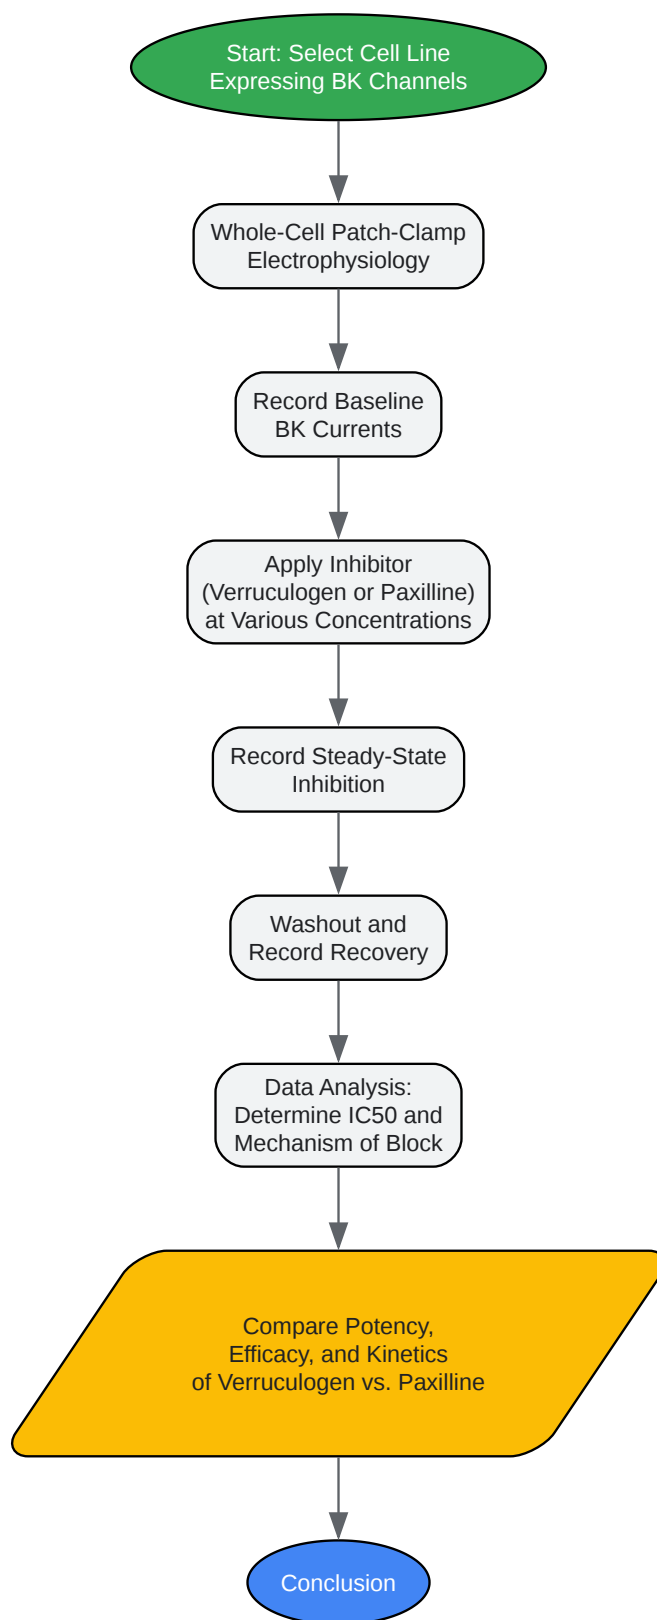 Start: Select Cell Line
Expressing BK Channels
Whole-Cell Patch-Clamp
Electrophysiology
Record Baseline
BK Currents
Apply Inhibitor
(Verruculogen or Paxilline)
at Various Concentrations
Record Steady-State
Inhibition
Washout and
Record Recovery
Data Analysis:
Determine IC50 and
Mechanism of Block
Compare Potency,
Efficacy, and Kinetics
of Verruculogen vs. Paxilline
Conclusion